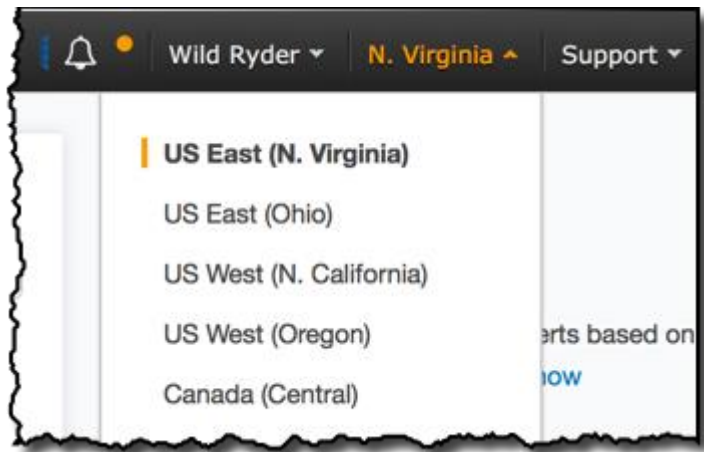 Wild Ryder N. Virginia Support
US East (N. Virginia)
US East (Ohio)
US West (N. California)
US West (Oregon)
erts based on
Canada (Central)
now